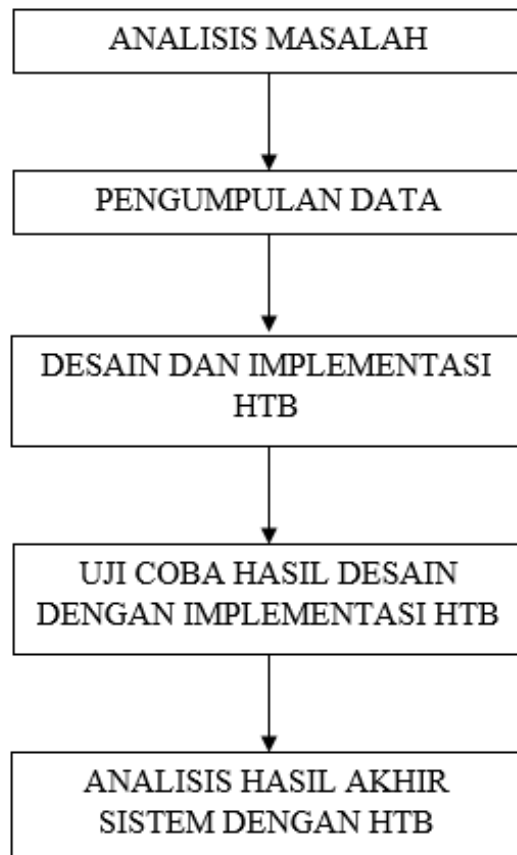 ANALISIS MASALAH
PENGUMPULAN DATA
DESAIN DAN IMPLEMENTASI
HTB
UJI COBA HASIL DESAIN
DENGAN IMPLEMENTASI HTB
ANALISIS HASIL AKHIR
SISTEM DENGAN HTB